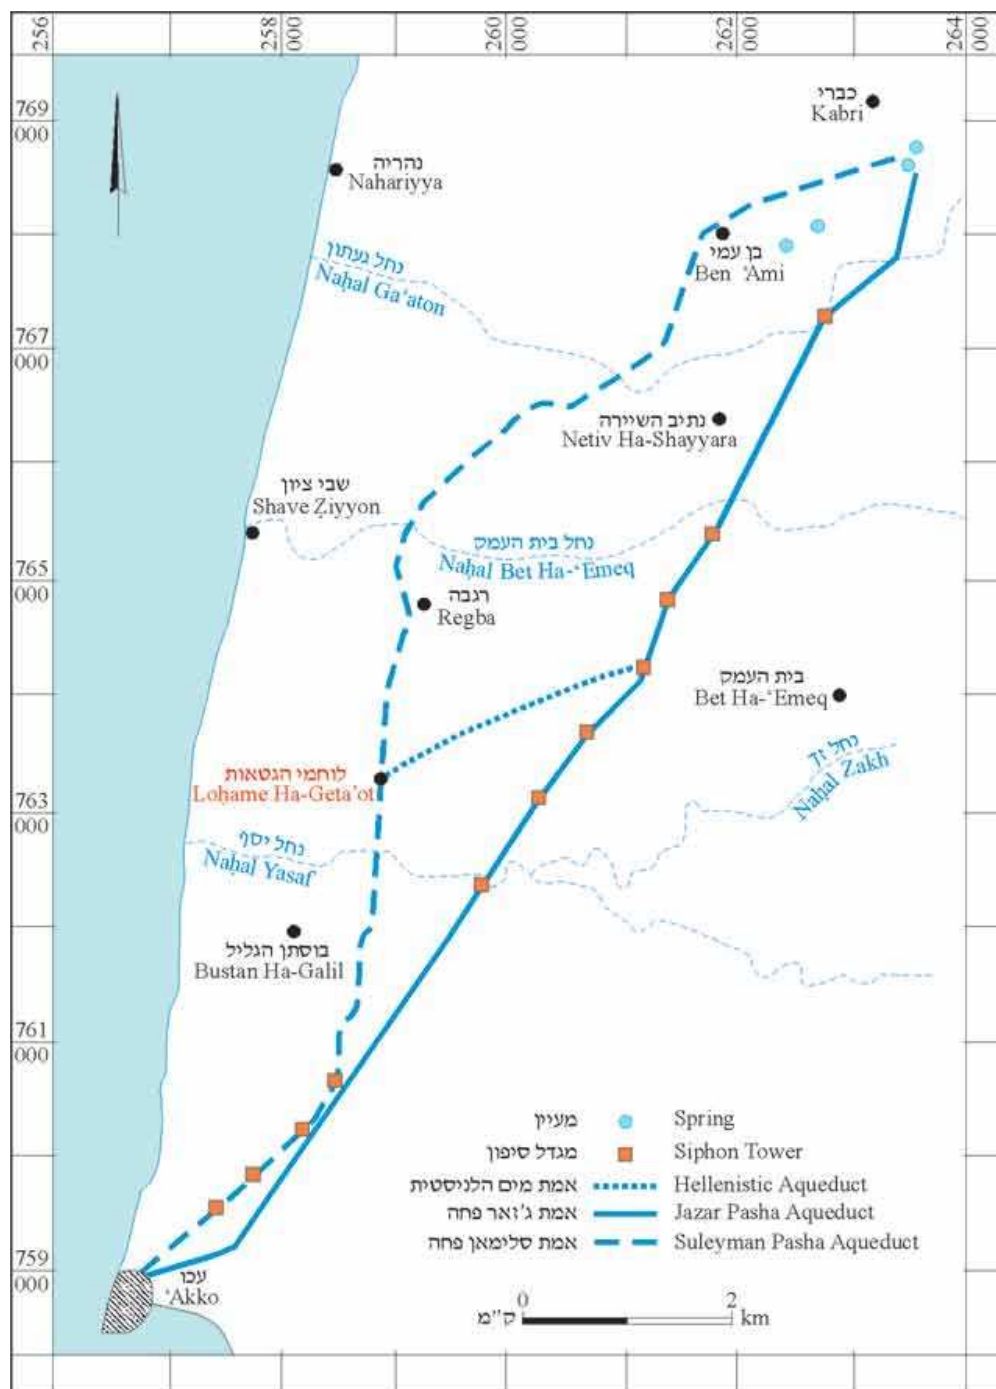 256
258
000
260
000
262
000
264
000
769
000
כברי
Kabri
נהריה
Nahariyya
נחל געתון
Naḥal Ga‘aton
בן עמי
Ben ‘Ami
767
000
נתיב השיירה
Netiv Ha-Shayyara
שבי ציון
Shave Ẓiyyon
נחל בית העמק
Naḥal Bet Ha-‘Emeq
765
000
רגבה
Regba
בית העמק
Bet Ha-‘Emeq
נחל זך
Naḥal Zakh
לוחמי הגטאות
Loḥame Ha-Geta’ot
763
000
נחל יסף
Naḥal Yasaf
בוסתן הגליל
Bustan Ha-Galil
761
000
מעיין Spring
מגדל סיפון Siphon Tower
אמת מים הלניסטית Hellenistic Aqueduct
אמת ג'זאר פחה Jazar Pasha Aqueduct
אמת סלימאן פחה Suleyman Pasha Aqueduct
759
000
עכו
‘Akko
0 2
ק"מ km